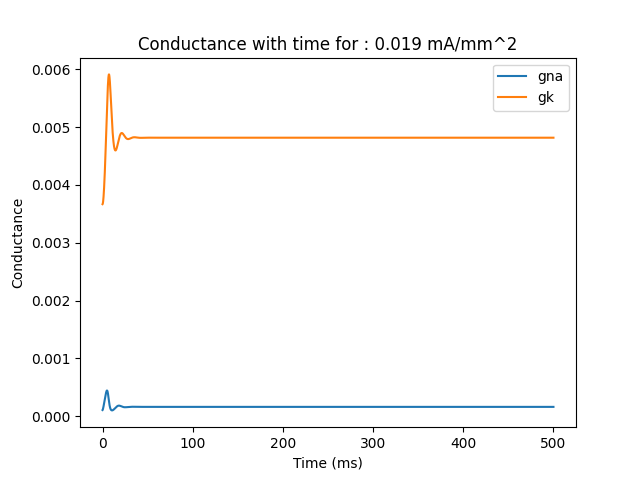 Conductance with time for : 0.019 mA/mm^2
gna
gk
0.006
0.005
0.004
0.003
0.002
0.001
0.000
Conductance
0 100 200 300 400 500
Time (ms)